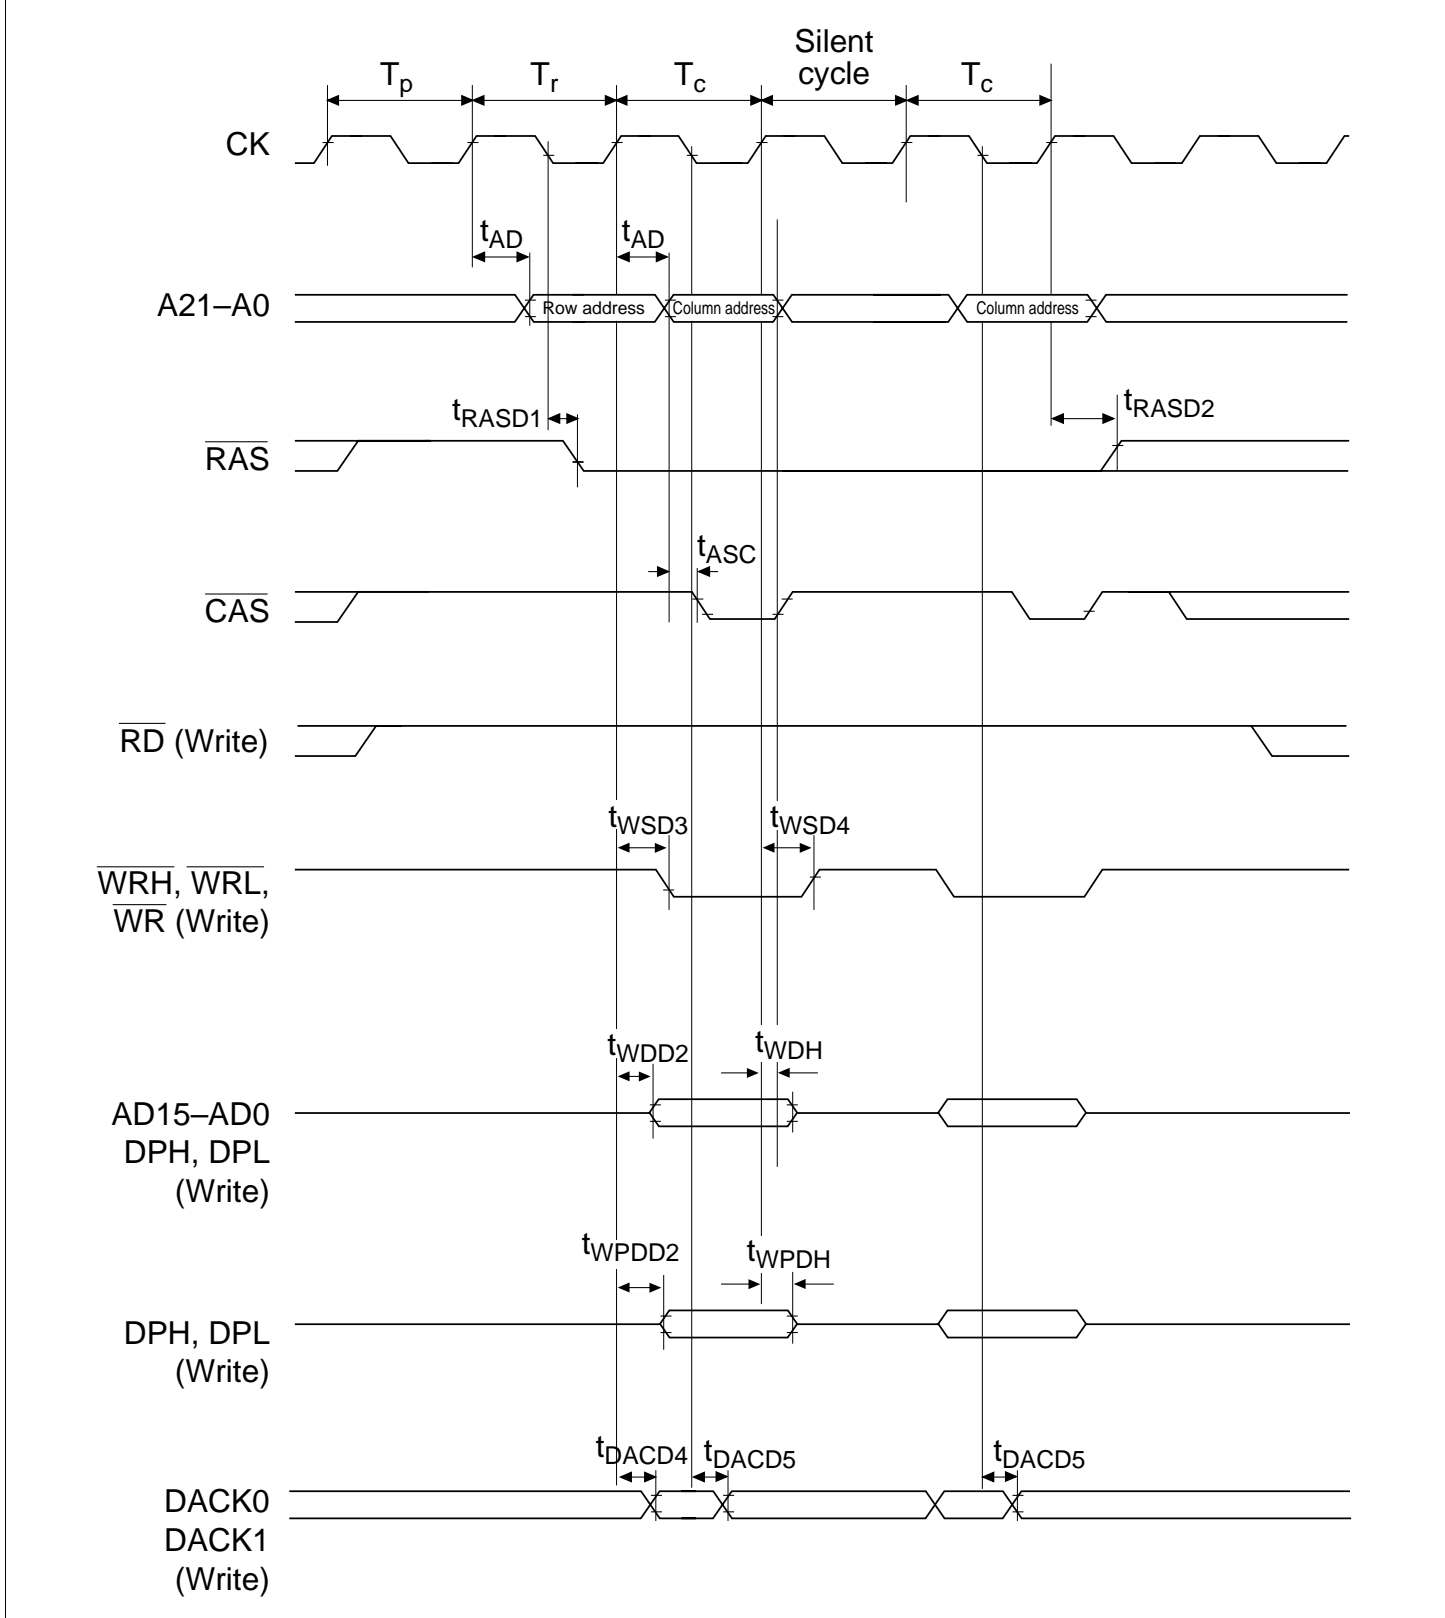 Silent
cycle
Tp Tr Tc Tc
CK
tAD tAD
A21–A0 Row address Column address Column address
tRASD1 tRASD2
RAS
tASC
CAS
RD (Write)
tWSD3 tWSD4
WRH, WRL,
WR (Write)
tWDD2 tWDH
AD15–AD0
DPH, DPL
(Write)
tWPDD2 tWPDH
DPH, DPL
(Write)
tDACD4 tDACD5 tDACD5
DACK0
DACK1
(Write)